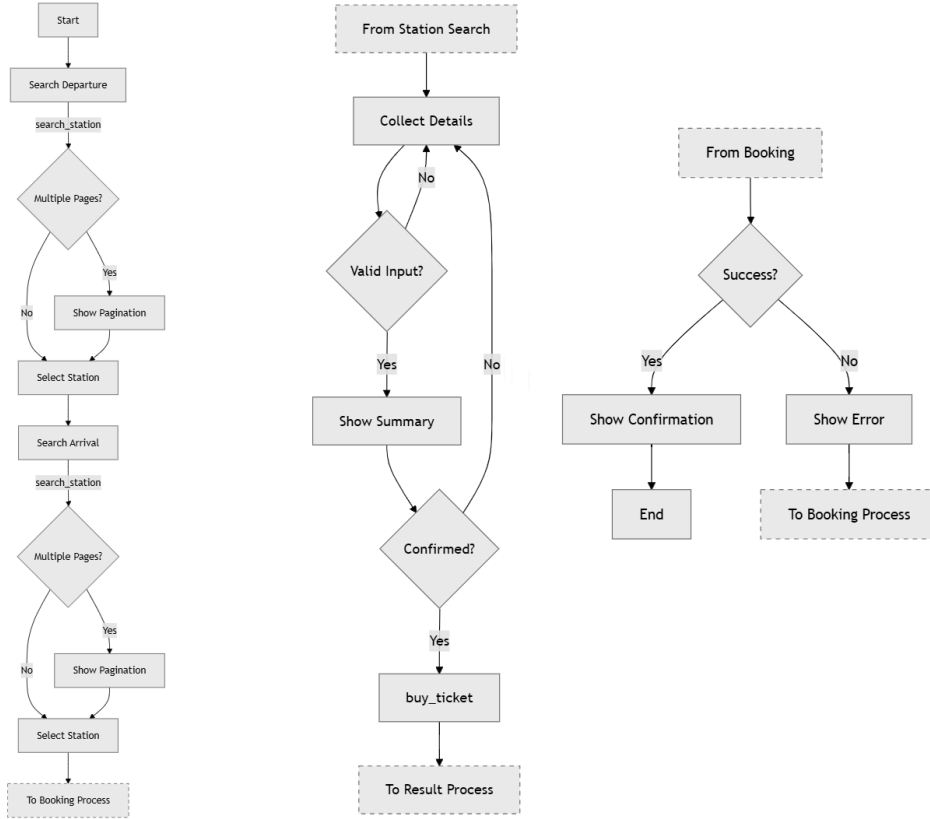 Start
Search Departure
search_station
Multiple Pages?
Yes
No
Show Pagination
Select Station
Search Arrival
search_station
Multiple Pages?
Yes
No
Show Pagination
Select Station
To Booking Process
From Station Search
Collect Details
No
Valid Input?
Yes
No
Show Summary
Confirmed?
Yes
buy_ticket
To Result Process
From Booking
Success?
Yes
No
Show Confirmation
Show Error
End
To Booking Process